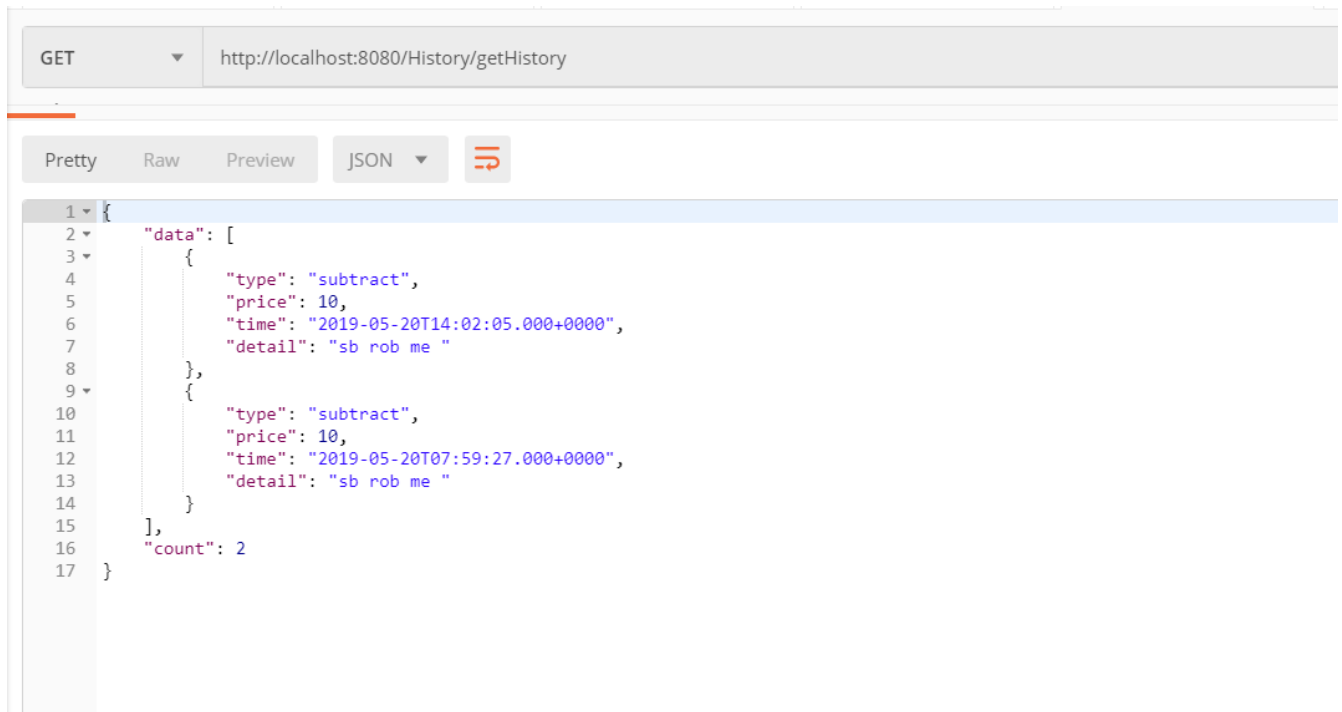 GET http://localhost:8080/History/getHistory
Pretty Raw Preview JSON
1 {
2 "data": [
3 {
4 "type": "subtract",
5 "price": 10,
6 "time": "2019-05-20T14:02:05.000+0000",
7 "detail": "sb rob me "
8 },
9 {
10 "type": "subtract",
11 "price": 10,
12 "time": "2019-05-20T07:59:27.000+0000",
13 "detail": "sb rob me "
14 }
15 ],
16 "count": 2
17 }